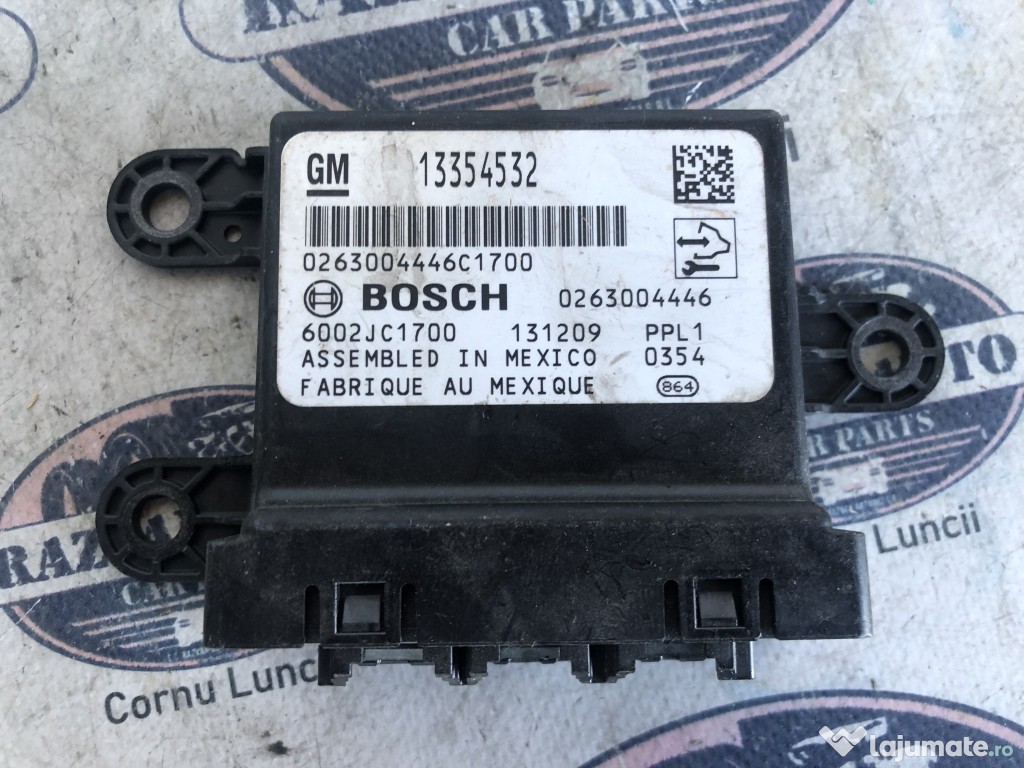 CAR PARTS
GM 13354532
0263004446C1700
BOSCH 0263004446
6002JC1700 131209 PPL1
ASSEMBLED IN MEXICO 0354
FABRIQUE AU MEXIQUE 864
CAR PARTS
Luncii
Cornu Luncii
lajumate.ro